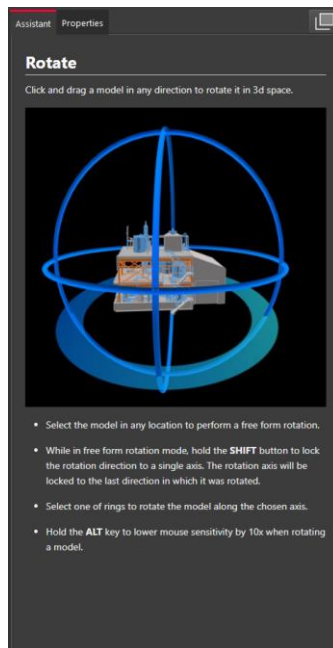 Assistant Properties
Rotate
Click and drag a model in any direction to rotate it in 3d space.
• Select the model in any location to perform a free form rotation.
• While in free form rotation mode, hold the SHIFT button to lock
the rotation direction to a single axis. The rotation axis will be
locked to the last direction in which it was rotated.
• Select one of rings to rotate the model along the chosen axis.
• Hold the ALT key to lower mouse sensitivity by 10x when rotating
a model.